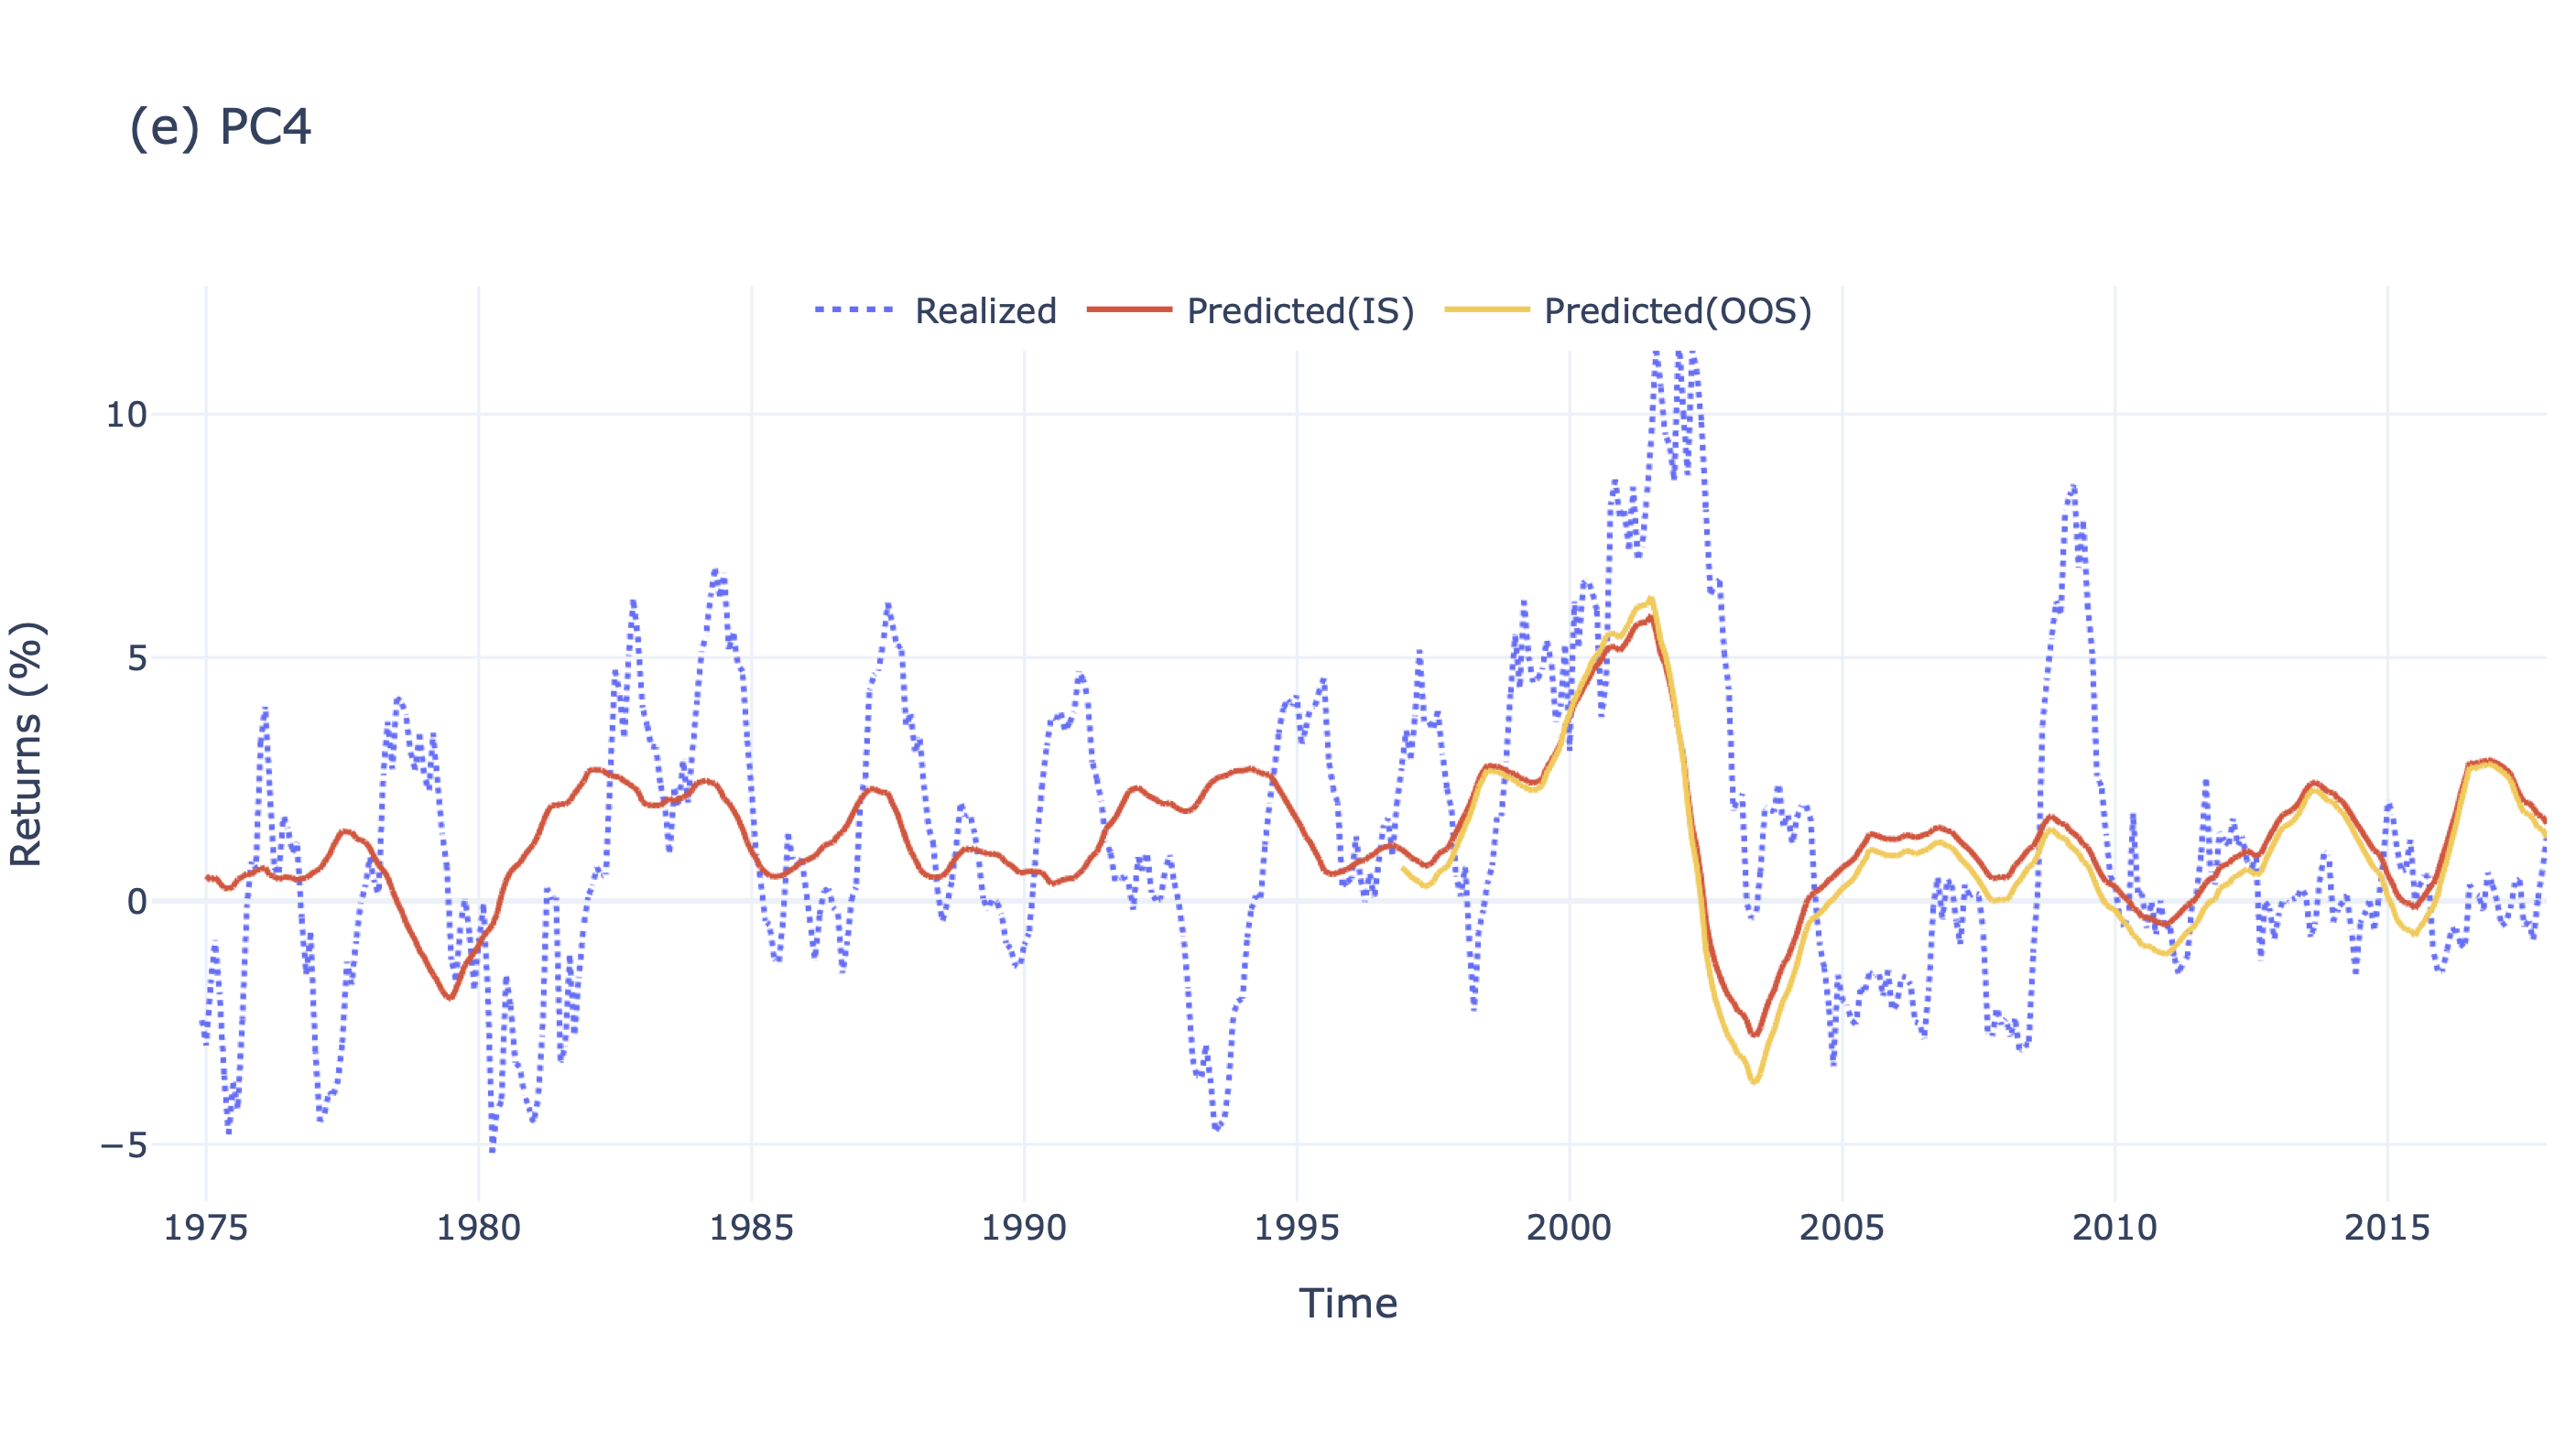 (e) PC4
Realized Predicted(IS) Predicted(OOS)
Returns (%)
10
5
0
−5
1975 1980 1985 1990 1995 2000 2005 2010 2015
Time